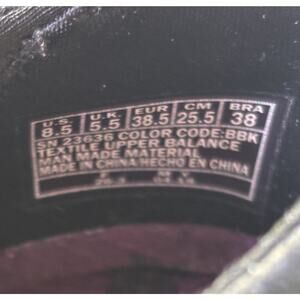 U.S. U.K. EUR CM BRA
8.5 5.5 38.5 25.5 38
SN 23636 COLOR CODE:BBK
TEXTILE UPPER BALANCE
MAN MADE MATERIAL
MADE IN CHINA/HECHO EN CHINA